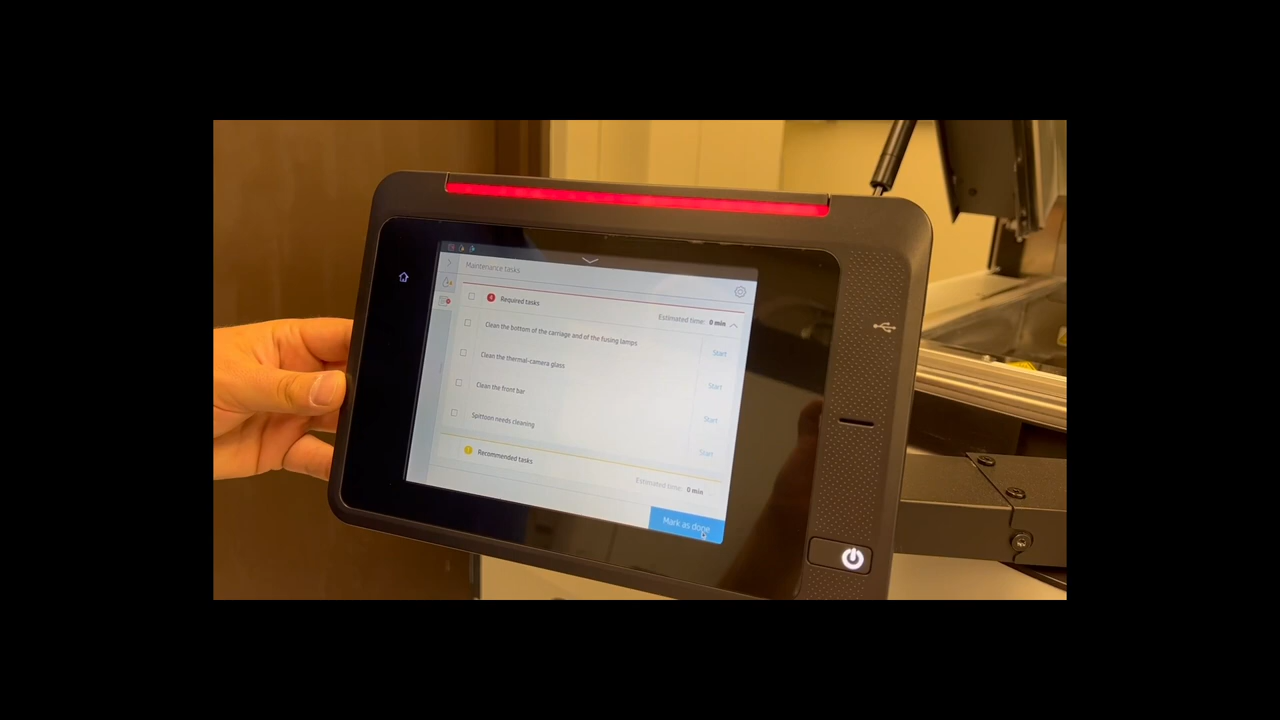 Maintenance tasks
Required tasks
Estimated time: 0 min
Clean the bottom of the carriage and of the fusing lamps
Start
Clean the thermal-camera glass
Start
Clean the front bar
Start
Spittoon needs cleaning
Start
Recommended tasks
Estimated time: 0 min
Mark as done